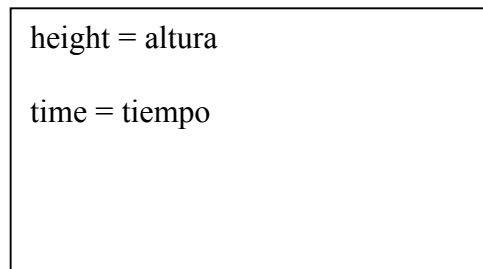 height = altura
time = tiempo